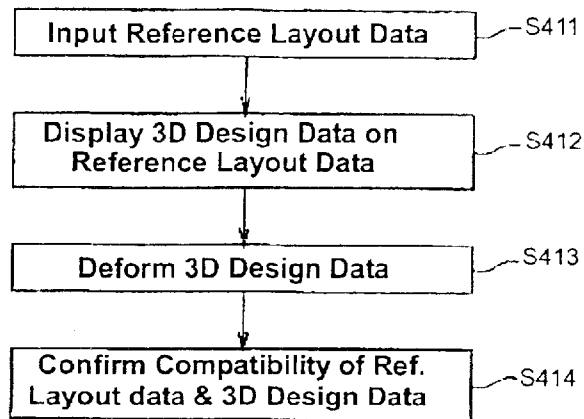 Input Reference Layout Data
S411
Display 3D Design Data on
Reference Layout Data
S412
Deform 3D Design Data
S413
Confirm Compatibility of Ref.
Layout data & 3D Design Data
S414